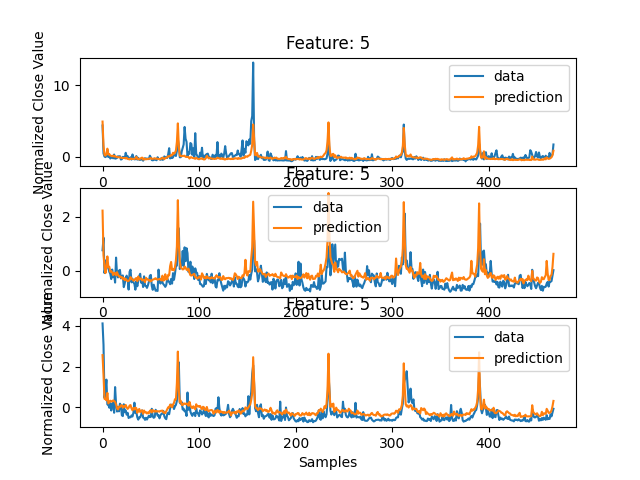 Feature: 5
Normalized Close Value
10
0
data
prediction
0 100 200 300 400
Feature: 5
Normalized Close Value
2
0
data
prediction
0 100 200 300 400
Feature: 5
Normalized Close Value
4
2
0
data
prediction
0 100 200 300 400
Samples